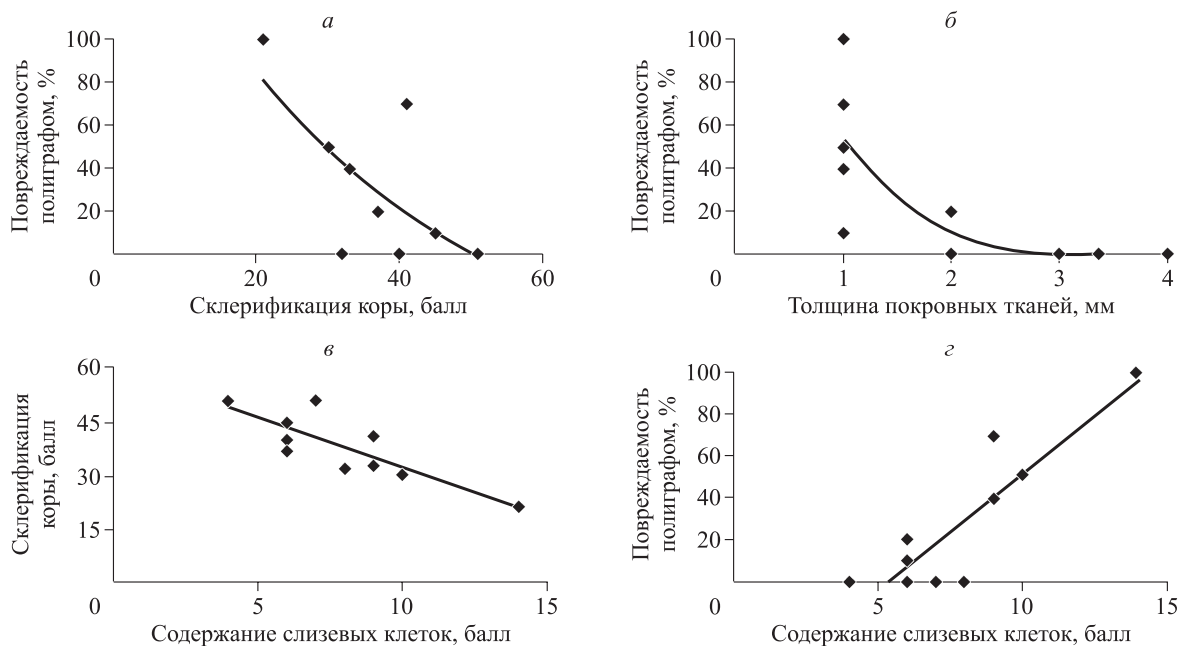 а
Повреждаемость
полиграфом, %
100
80
60
40
20
0
20
40
60
Склерификация коры, балл
б
Повреждаемость
полиграфом, %
100
80
60
40
20
0
1
2
3
4
Толщина покровных тканей, мм
в
Склерификация
коры, балл
60
45
30
15
0
5
10
15
Содержание слизевых клеток, балл
г
Повреждаемость
полиграфом, %
100
80
60
40
20
0
5
10
15
Содержание слизевых клеток, балл